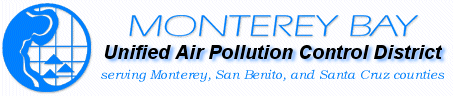 MONTEREY BAY
Unified Air Pollution Control District
serving Monterey, San Benito, and Santa Cruz counties